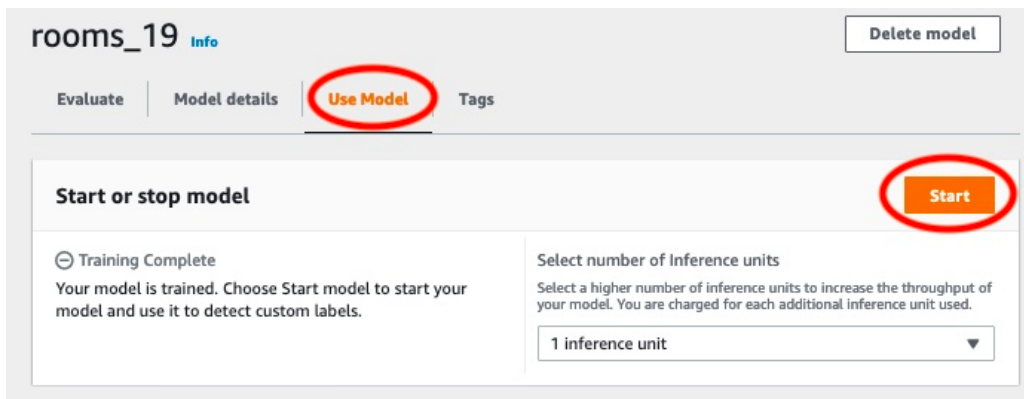 rooms_19 Info
Delete model
Evaluate
Model details
Use Model
Tags
Start or stop model
Start
Training Complete
Your model is trained. Choose Start model to start your
model and use it to detect custom labels.
Select number of Inference units
Select a higher number of inference units to increase the throughput of
your model. You are charged for each additional inference unit used.
1 inference unit